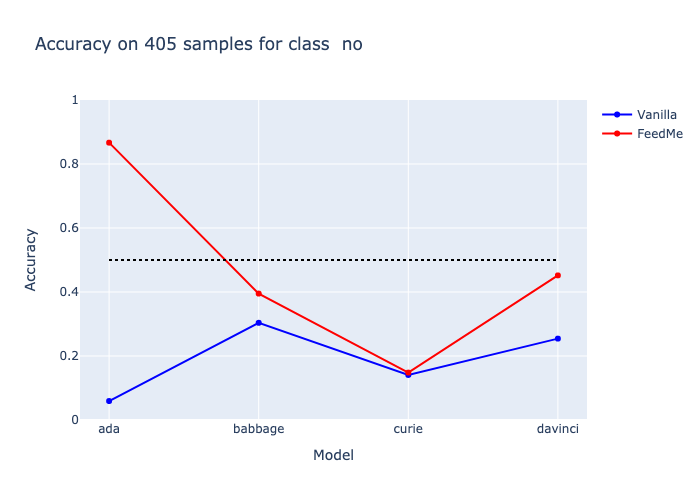 Accuracy on 405 samples for class  no
Vanilla
FeedMe
1
0.8
0.6
0.4
0.2
0
Accuracy
ada
babbage
curie
davinci
Model